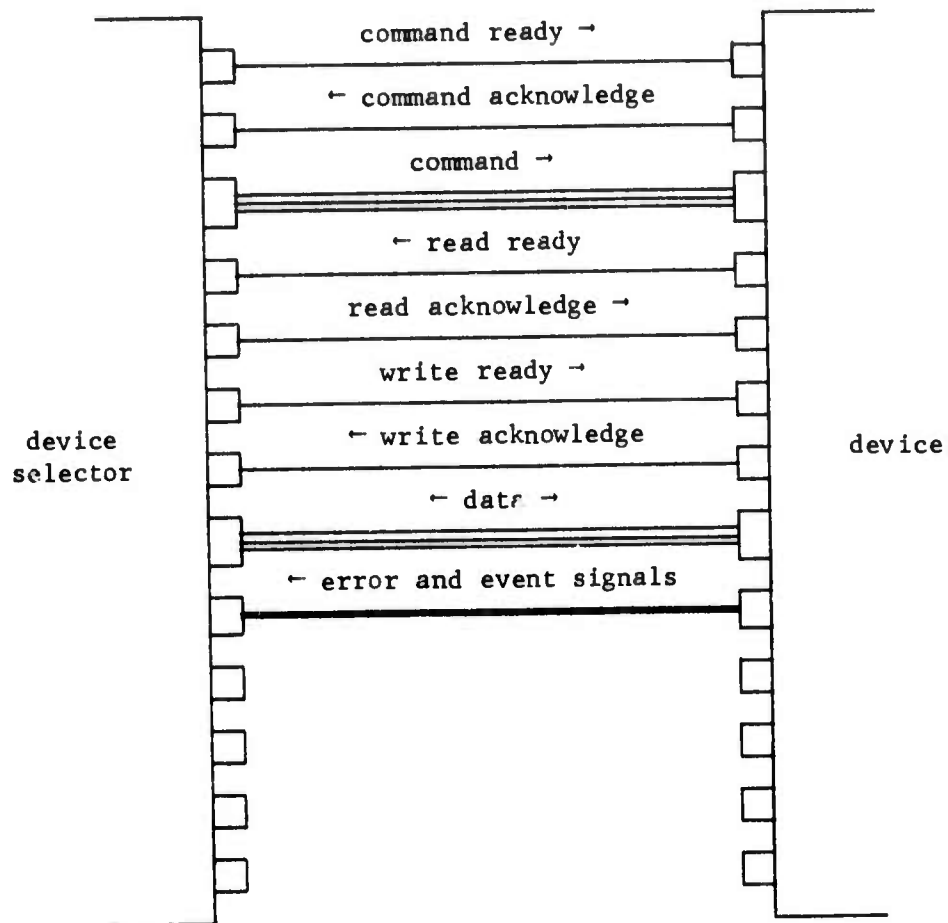 command ready →
← command acknowledge
command →
← read ready
read acknowledge →
write ready →
← write acknowledge
device
selector
device
← data →
← error and event signals